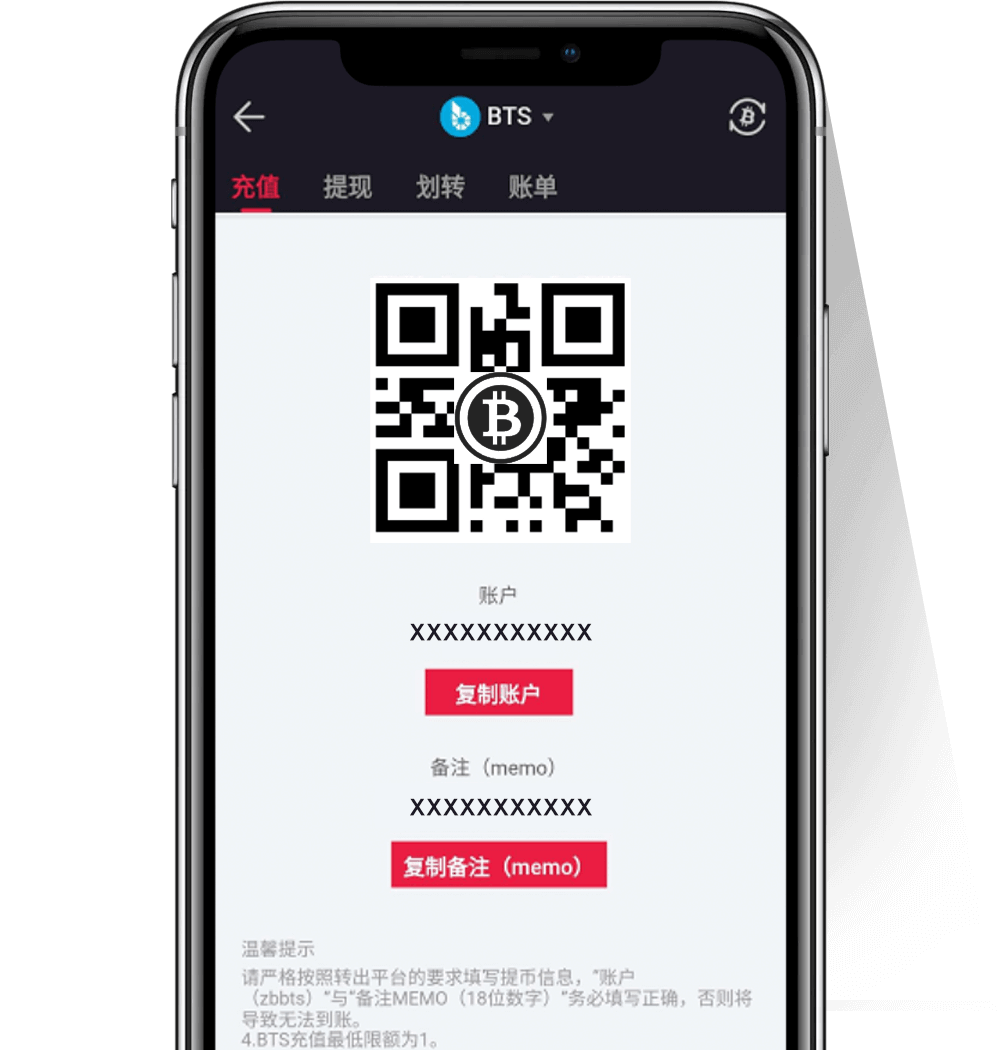 BTS
充值 提现 划转 账单
账户
XXXXXXXXXXX
复制账户
备注（memo）
XXXXXXXXXXX
复制备注（memo）
温馨提示
请严格按照转出平台的要求填写提币信息，“账户
（zbbts）”与“备注MEMO（18位数字）”务必填写正确，否则将
导致无法到账。
4.BTS充值最低限额为1。